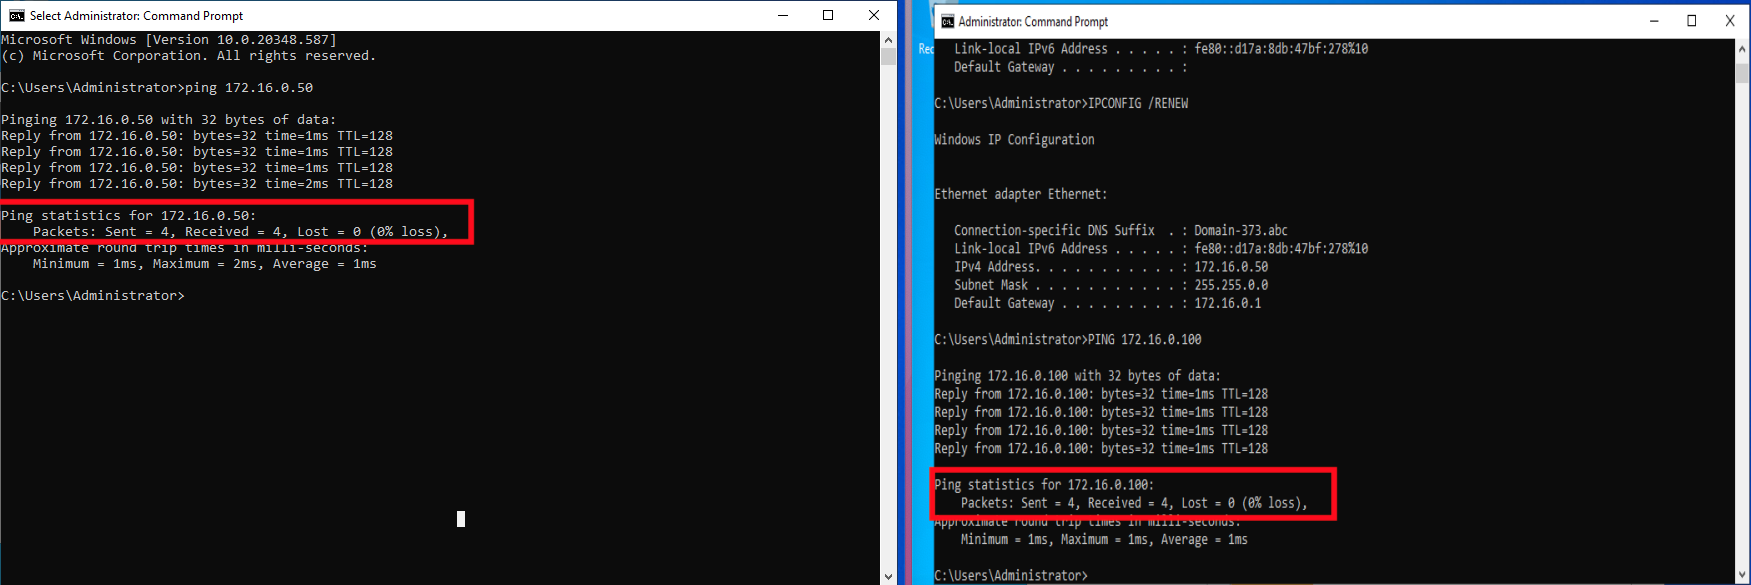 Select Administrator: Command Prompt
Microsoft Windows [Version 10.0.20348.587]
(c) Microsoft Corporation. All rights reserved.
C:\Users\Administrator>ping 172.16.0.50
Pinging 172.16.0.50 with 32 bytes of data:
Reply from 172.16.0.50: bytes=32 time=1ms TTL=128
Reply from 172.16.0.50: bytes=32 time=1ms TTL=128
Reply from 172.16.0.50: bytes=32 time=1ms TTL=128
Reply from 172.16.0.50: bytes=32 time=2ms TTL=128
Ping statistics for 172.16.0.50:
Packets: Sent = 4, Received = 4, Lost = 0 (0% loss),
Approximate round trip times in milli-seconds:
Minimum = 1ms, Maximum = 2ms, Average = 1ms
C:\Users\Administrator>
Administrator: Command Prompt
Link-local IPv6 Address . . . . . : fe80::d17a:8db:47bf:278%10
Default Gateway . . . . . . . . . :
C:\Users\Administrator>IPCONFIG /RENEW
Windows IP Configuration
Ethernet adapter Ethernet:
Connection-specific DNS Suffix  . : Domain-373.abc
Link-local IPv6 Address . . . . . : fe80::d17a:8db:47bf:278%10
IPv4 Address. . . . . . . . . . . : 172.16.0.50
Subnet Mask . . . . . . . . . . . : 255.255.0.0
Default Gateway . . . . . . . . . : 172.16.0.1
C:\Users\Administrator>PING 172.16.0.100
Pinging 172.16.0.100 with 32 bytes of data:
Reply from 172.16.0.100: bytes=32 time=1ms TTL=128
Reply from 172.16.0.100: bytes=32 time=1ms TTL=128
Reply from 172.16.0.100: bytes=32 time=1ms TTL=128
Reply from 172.16.0.100: bytes=32 time=1ms TTL=128
Ping statistics for 172.16.0.100:
Packets: Sent = 4, Received = 4, Lost = 0 (0% loss),
Approximate round trip times in milli-seconds:
Minimum = 1ms, Maximum = 1ms, Average = 1ms
C:\Users\Administrator>